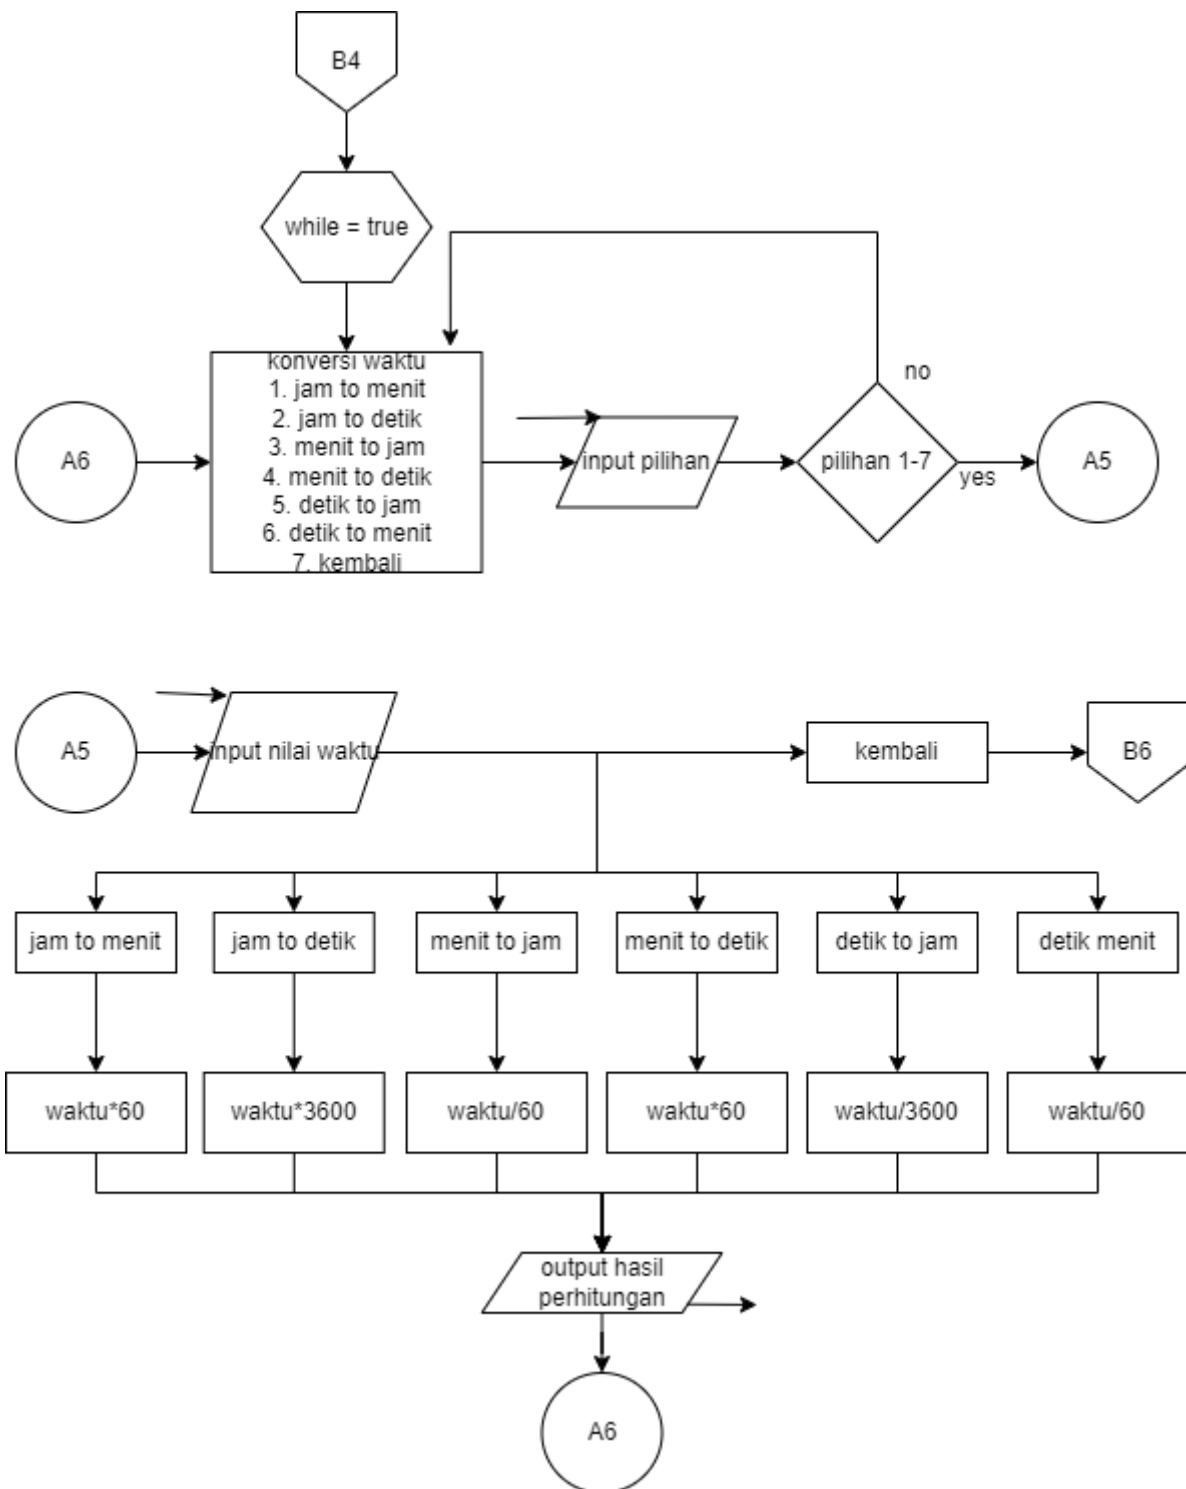 B4
while = true
konversi waktu
1. jam to menit
2. jam to detik
3. menit to jam
4. menit to detik
5. detik to jam
6. detik to menit
7. kembali
A6
input pilihan
pilihan 1-7
no
yes
A5
A5
input nilai waktu
kembali
B6
jam to menit
jam to detik
menit to jam
menit to detik
detik to jam
detik menit
waktu*60
waktu*3600
waktu/60
waktu*60
waktu/3600
waktu/60
output hasil
perhitungan
A6